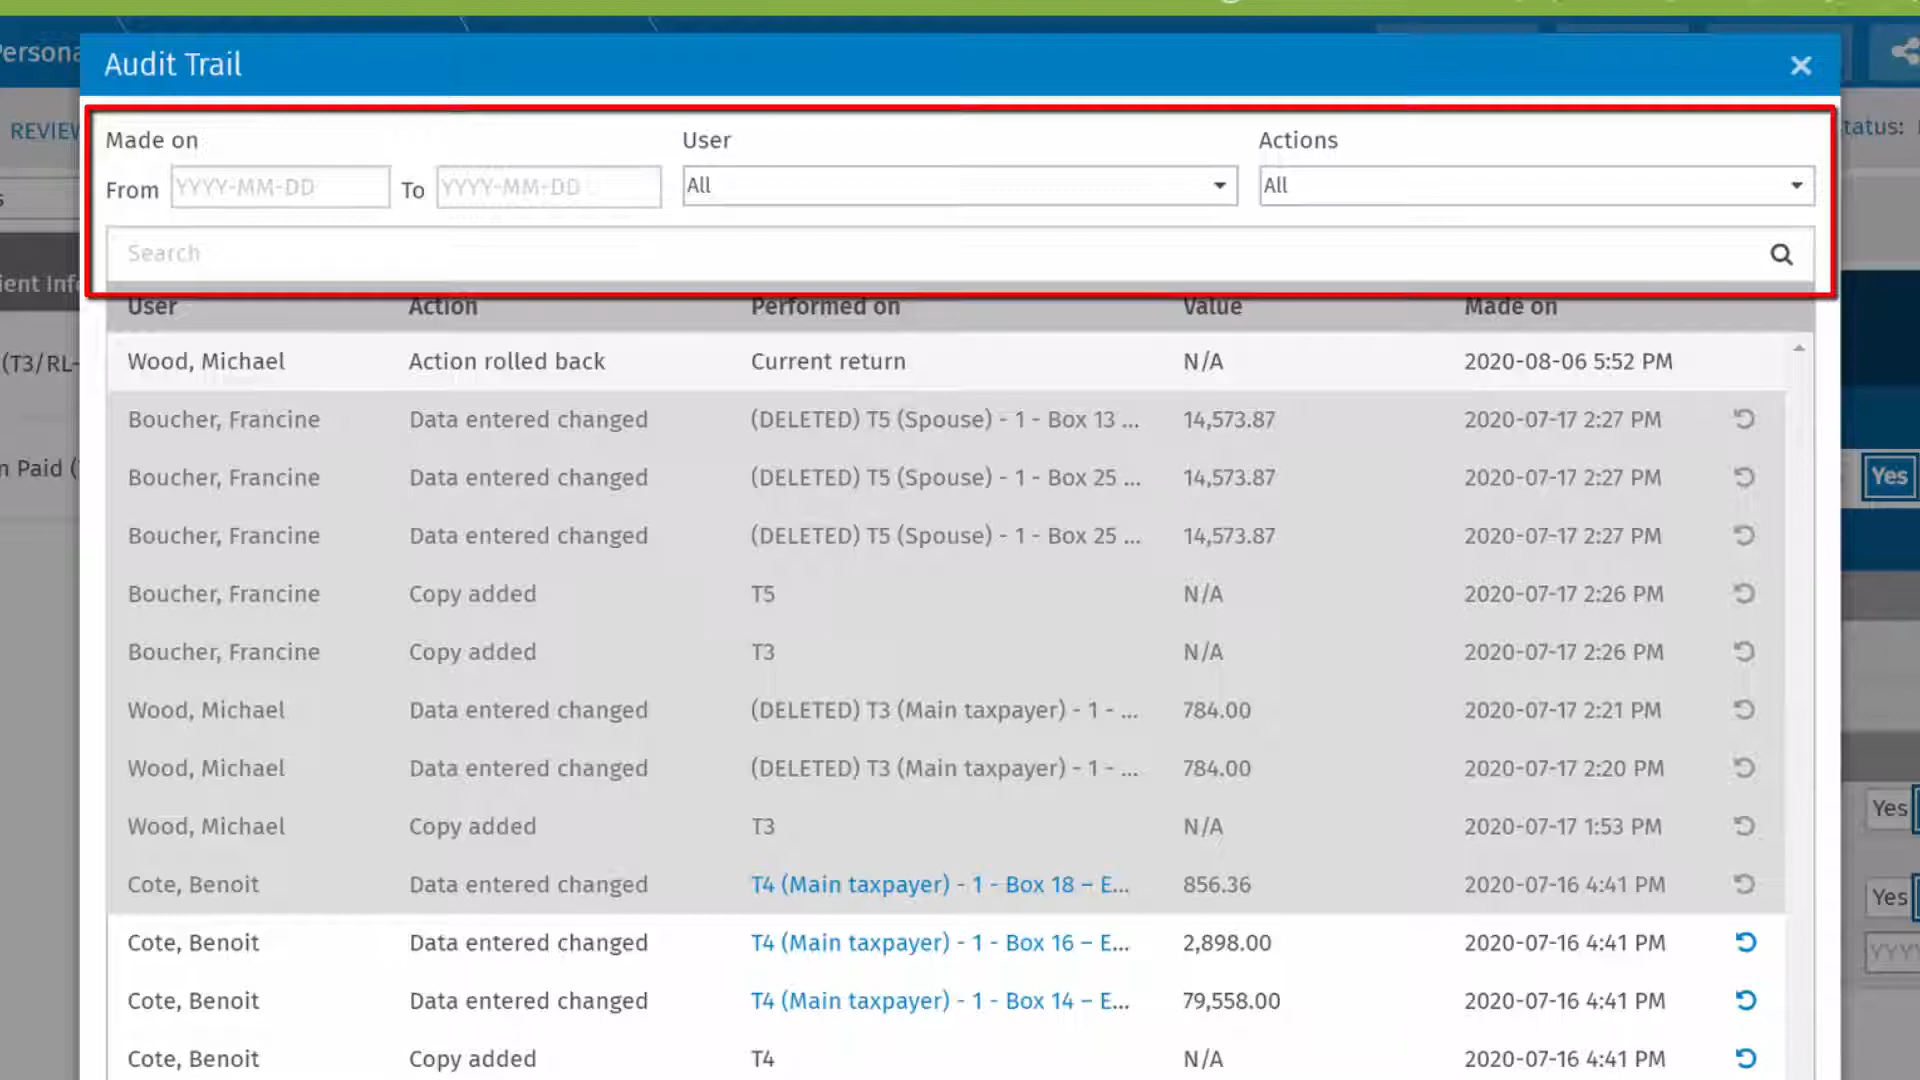 Audit Trail
Persona
REVIEW
tatus:
Made on User Actions
From YYYY-MM-DD To YYYY-MM-DD All All
Search
ient Info
User Action Performed on Value Made on
(T3/RL-
Wood, Michael Action rolled back Current return N/A 2020-08-06 5:52 PM
Boucher, Francine Data entered changed (DELETED) T5 (Spouse) - 1 - Box 13 ... 14,573.87 2020-07-17 2:27 PM
n Paid (
Yes
Boucher, Francine Data entered changed (DELETED) T5 (Spouse) - 1 - Box 25 ... 14,573.87 2020-07-17 2:27 PM
Boucher, Francine Data entered changed (DELETED) T5 (Spouse) - 1 - Box 25 ... 14,573.87 2020-07-17 2:27 PM
Boucher, Francine Copy added T5 N/A 2020-07-17 2:26 PM
Boucher, Francine Copy added T3 N/A 2020-07-17 2:26 PM
Wood, Michael Data entered changed (DELETED) T3 (Main taxpayer) - 1 - ... 784.00 2020-07-17 2:21 PM
Wood, Michael Data entered changed (DELETED) T3 (Main taxpayer) - 1 - ... 784.00 2020-07-17 2:20 PM
Yes
Wood, Michael Copy added T3 N/A 2020-07-17 1:53 PM
Cote, Benoit Data entered changed T4 (Main taxpayer) - 1 - Box 18 – E... 856.36 2020-07-16 4:41 PM
Yes
Cote, Benoit Data entered changed T4 (Main taxpayer) - 1 - Box 16 – E... 2,898.00 2020-07-16 4:41 PM
YYYY
Cote, Benoit Data entered changed T4 (Main taxpayer) - 1 - Box 14 – E... 79,558.00 2020-07-16 4:41 PM
Cote, Benoit Copy added T4 N/A 2020-07-16 4:41 PM